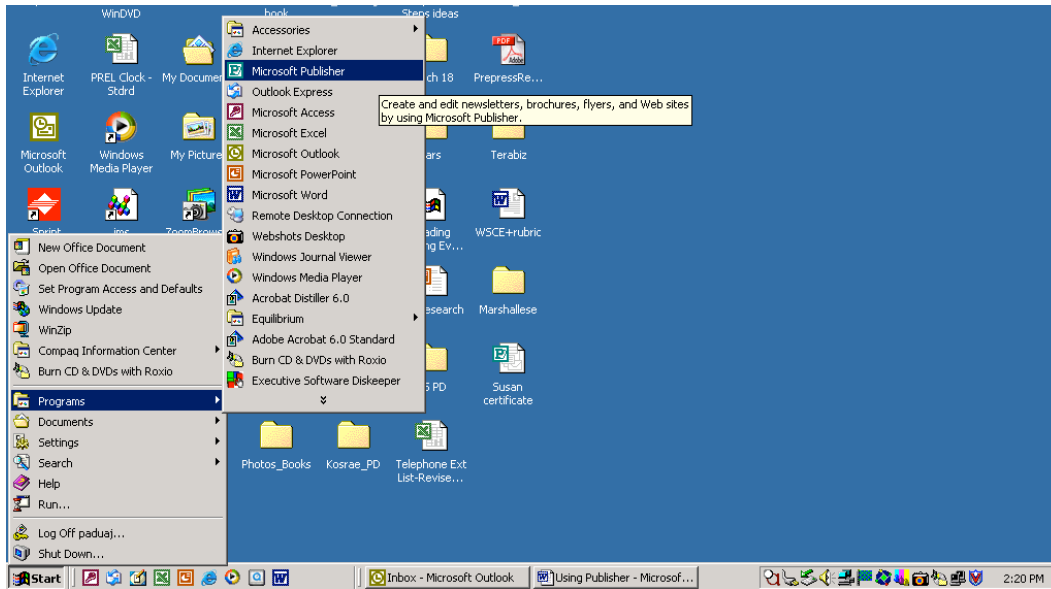 WinDVD
book
Steps ideas
Internet
Explorer
PREL Clock -
Stdrd
My Documen
ch 18
PrepressRe...
Microsoft
Outlook
Windows
Media Player
My Picture
ars
Terabiz
Sprint
ims
ZoomBrows
ading
ng Ev...
WSCE+rubric
esearch
Marshallese
S PD
Susan
certificate
Photos_Books
Kosrae_PD
Telephone Ext
List-Revise...
Accessories
Internet Explorer
Microsoft Publisher
Outlook Express
Microsoft Access
Microsoft Excel
Microsoft Outlook
Microsoft PowerPoint
Microsoft Word
Remote Desktop Connection
Webshots Desktop
Windows Journal Viewer
Windows Media Player
Acrobat Distiller 6.0
Equilibrium
Adobe Acrobat 6.0 Standard
Burn CD & DVDs with Roxio
Executive Software Diskeeper
Create and edit newsletters, brochures, flyers, and Web sites
by using Microsoft Publisher.
New Office Document
Open Office Document
Set Program Access and Defaults
Windows Update
WinZip
Compaq Information Center
Burn CD & DVDs with Roxio
Programs
Documents
Settings
Search
Help
Run...
Log Off paduaj...
Shut Down...
Start
Inbox - Microsoft Outlook
Using Publisher - Microsof...
2:20 PM